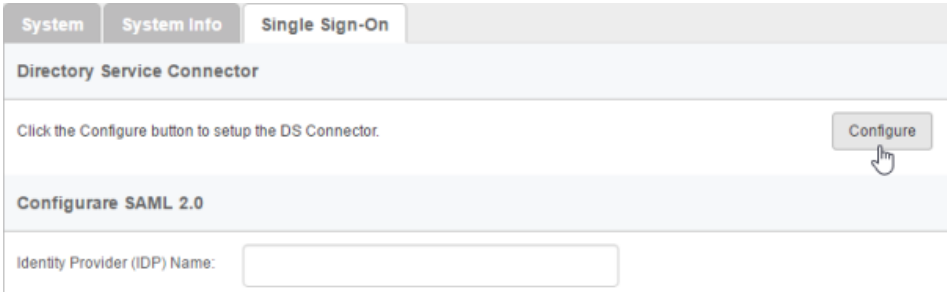 System System Info Single Sign-On
Directory Service Connector
Click the Configure button to setup the DS Connector. Configure
Configurare SAML 2.0
Identity Provider (IDP) Name: